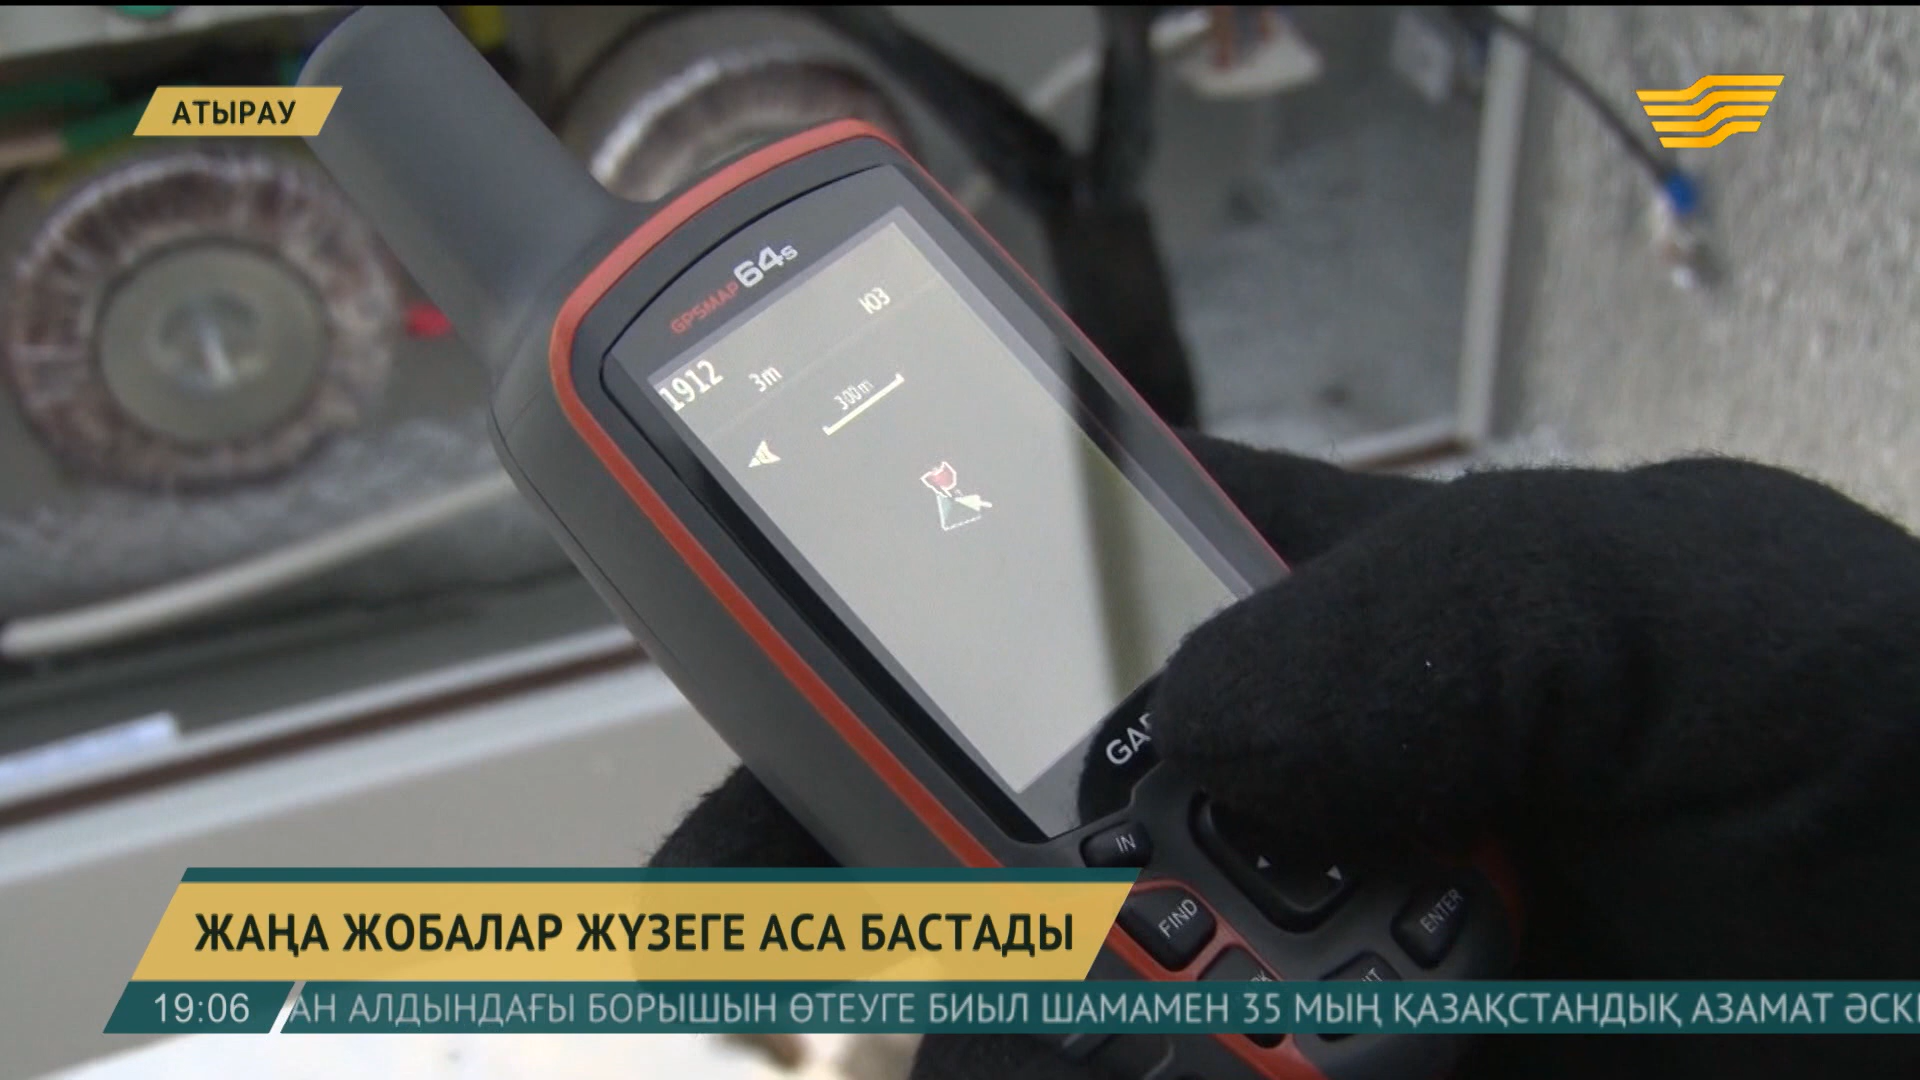 АТЫРАУ
GPSMAP 64s
ЮЗ
1912
3m
300m
IN
FIND
ENTER
ЖАҢА ЖОБАЛАР ЖҮЗЕГЕ АСА БАСТАДЫ
19:06
АН АЛДЫНДАҒЫ БОРЫШЫН ӨТЕУГЕ БИЫЛ ШАМАМЕН 35 МЫҢ ҚАЗАҚСТАНДЫҚ АЗАМАТ ӘСК